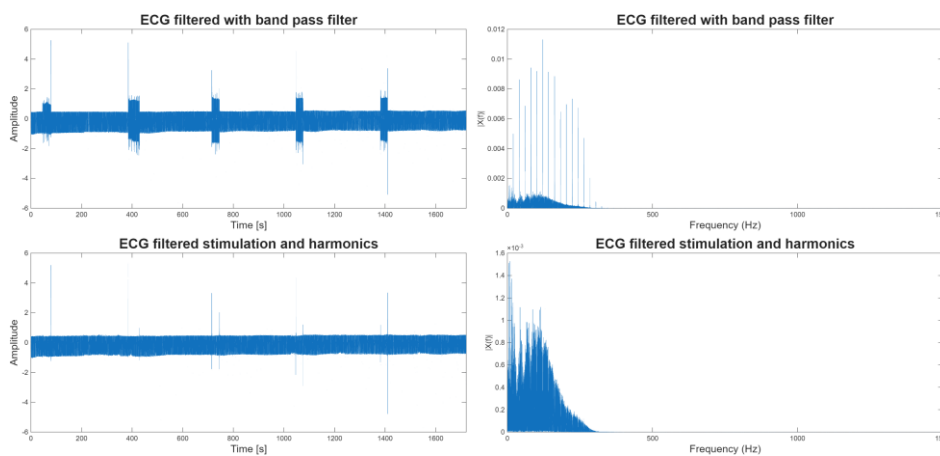 ECG filtered with band pass filter
6
4
2
0
-2
-4
-6
Amplitude
0 200 400 600 800 1000 1200 1400 1600
Time [s]
ECG filtered with band pass filter
0.012
0.01
0.008
0.006
0.004
0.002
0
|X(f)|
0 500 1000 150
Frequency (Hz)
ECG filtered stimulation and harmonics
6
4
2
0
-2
-4
-6
Amplitude
0 200 400 600 800 1000 1200 1400 1600
Time [s]
ECG filtered stimulation and harmonics
×10⁻³
1.6
1.4
1.2
1
0.8
0.6
0.4
0.2
0
|X(f)|
0 500 1000 150
Frequency (Hz)